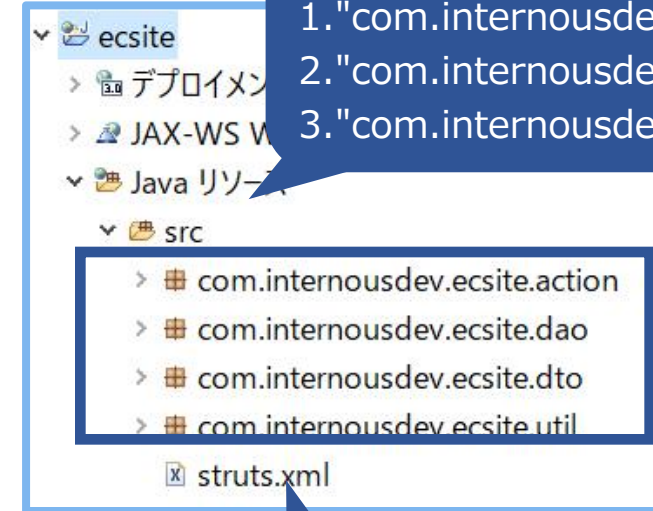 1."com.internousde
2."com.internousde
3."com.internousde
ecsite
デプロイメン
JAX-WS W
Java リソース
src
com.internousdev.ecsite.action
com.internousdev.ecsite.dao
com.internousdev.ecsite.dto
com.internousdev.ecsite.util
struts.xml